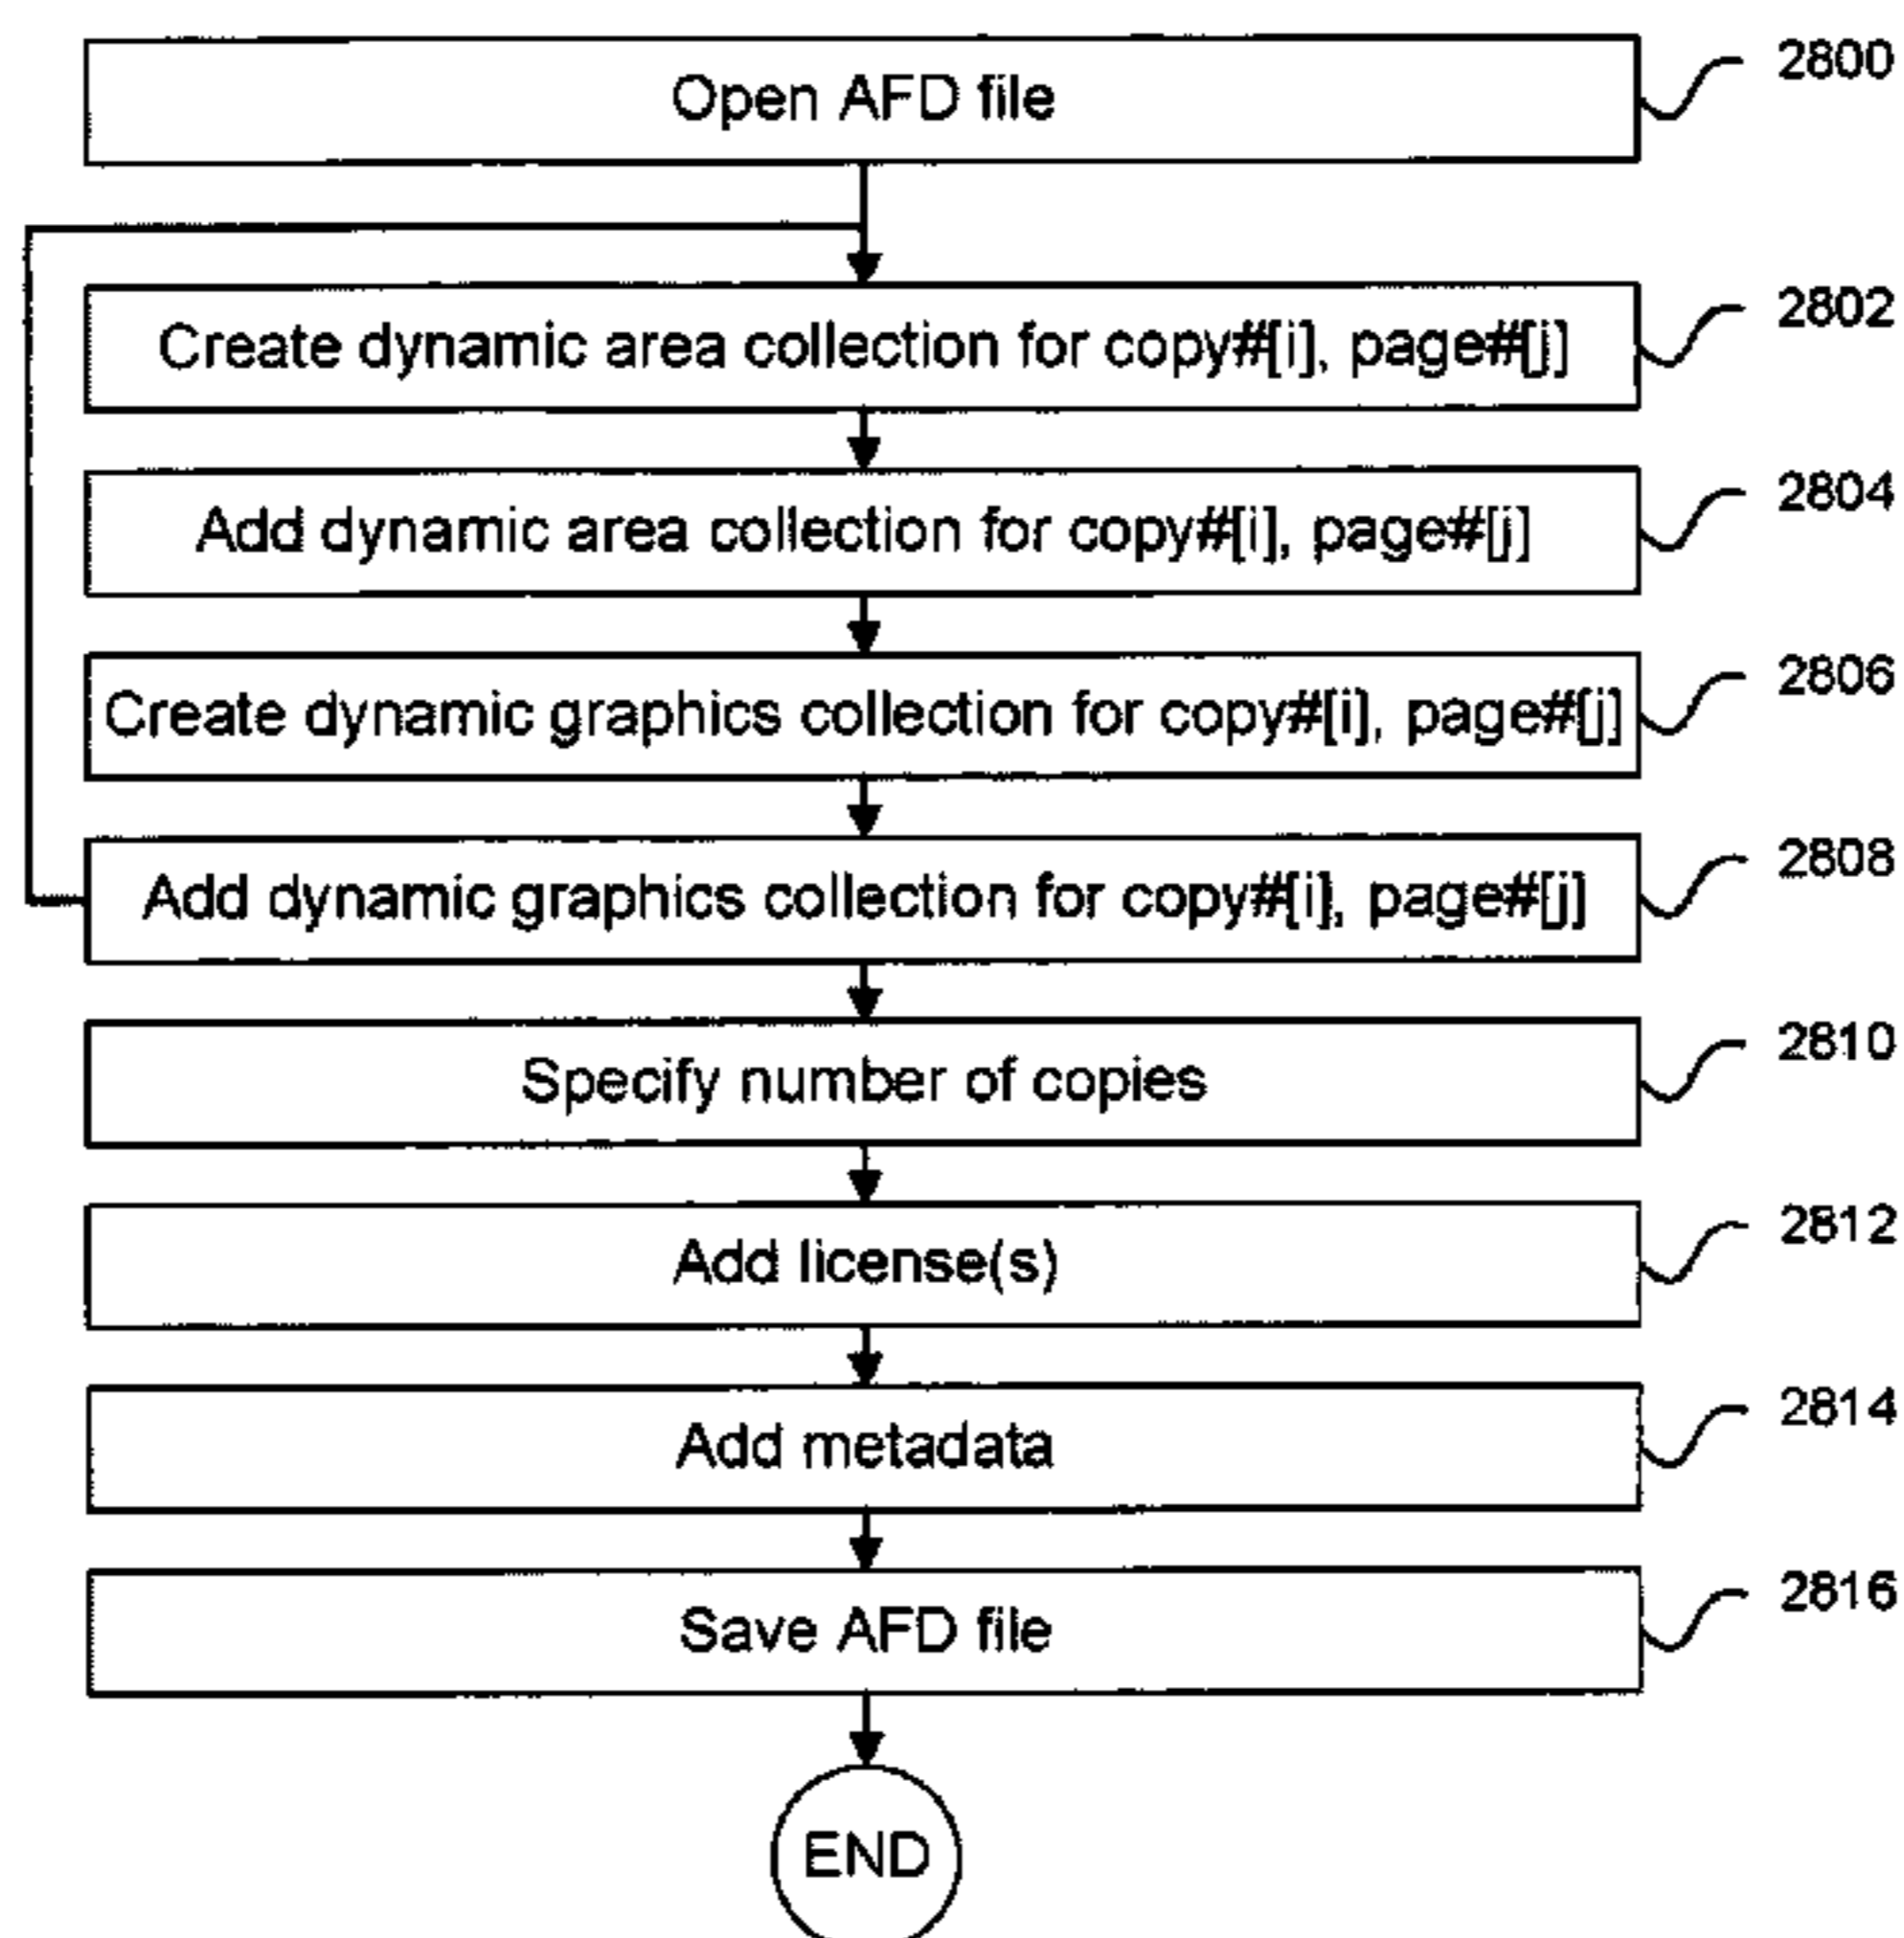 Open AFD file
2800
Create dynamic area collection for copy#[i], page#[j]
2802
Add dynamic area collection for copy#[i], page#[j]
2804
Create dynamic graphics collection for copy#[i], page#[j]
2806
Add dynamic graphics collection for copy#[i], page#[j]
2808
Specify number of copies
2810
Add license(s)
2812
Add metadata
2814
Save AFD file
2816
END